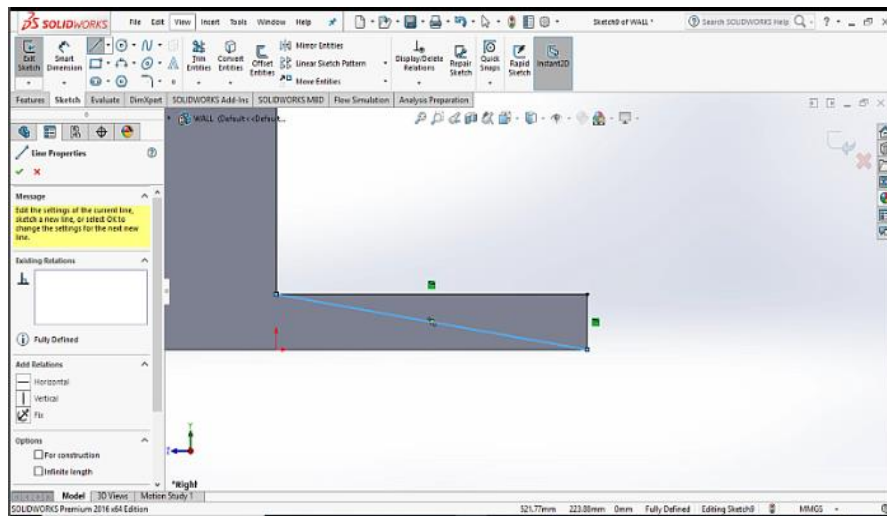 SOLIDWORKS File Edit View Insert Tools Window Help Sketch9 of WALL * Search SOLIDWORKS Help
Exit Sketch
Smart Dimension
Trim Entities
Convert Entities
Offset Entities
Mirror Entities
Linear Sketch Pattern
Move Entities
Display/Delete Relations
Repair Sketch
Quick Snaps
Rapid Sketch
Instant2D
Features Sketch Evaluate DimXpert SOLIDWORKS Add-Ins SOLIDWORKS MBD Flow Simulation Analysis Preparation
WALL (Default<<Default...
Line Properties
Message
Edit the settings of the current line,
sketch a new line, or select OK to
change the settings for the next new
line.
Existing Relations
Fully Defined
Add Relations
Horizontal
Vertical
Fix
Options
For construction
Infinite length
Y
Z
*Right
Model 3D Views Motion Study 1
SOLIDWORKS Premium 2016 x64 Edition 521.77mm 223.88mm 0mm Fully Defined Editing Sketch9 MMGS